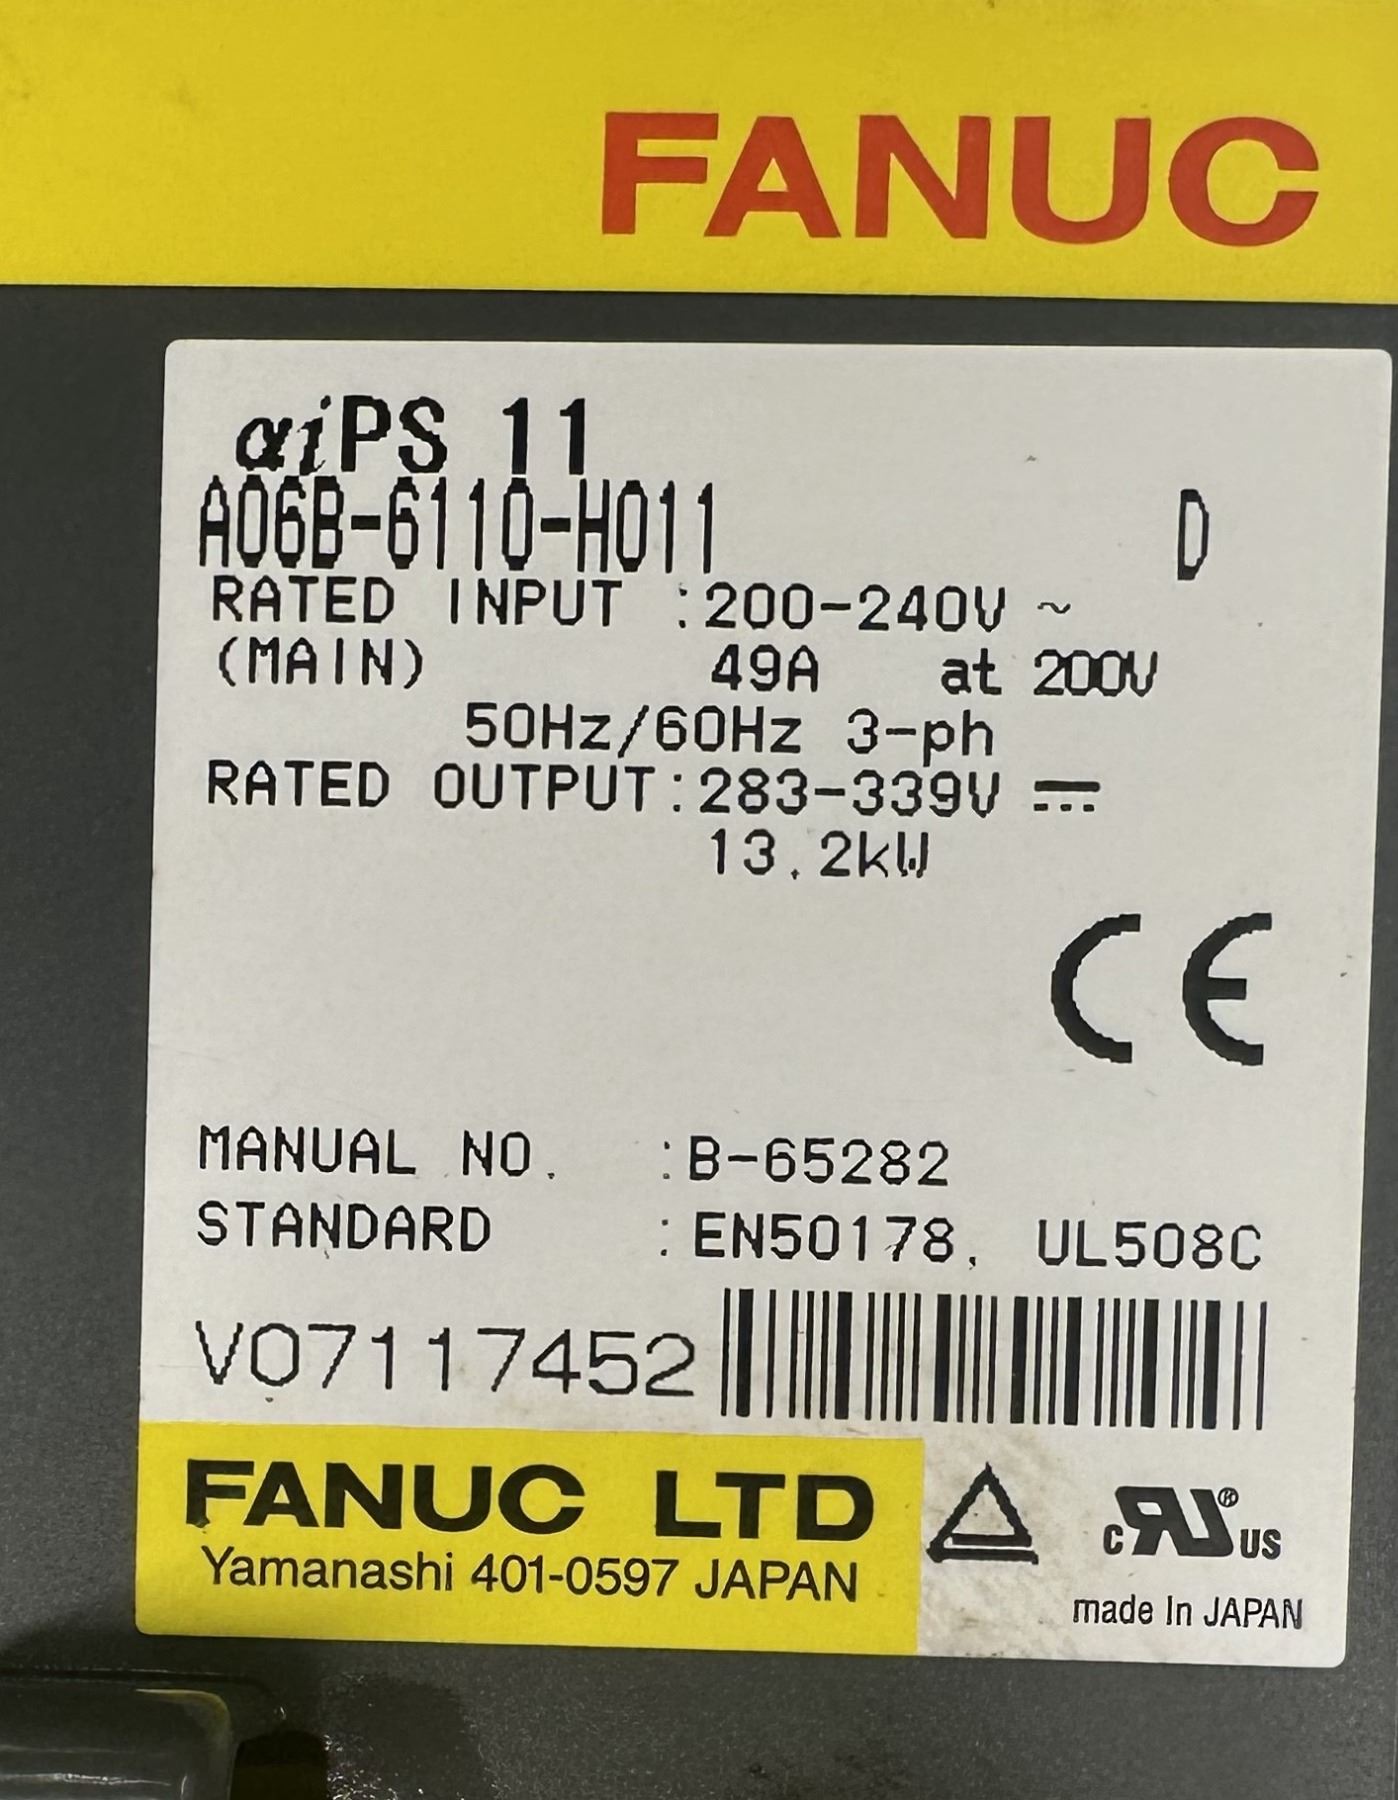 FANUC
αiPS 11
A06B-6110-H011 D
RATED INPUT :200-240V ~
(MAIN) 49A at 200V
50Hz/60Hz 3-ph
RATED OUTPUT:283-339V ⎓
13.2kW
CE
MANUAL NO. :B-65282
STANDARD :EN50178, UL508C
V07117452
FANUC LTD
Yamanashi 401-0597 JAPAN
c RU ® US
made In JAPAN